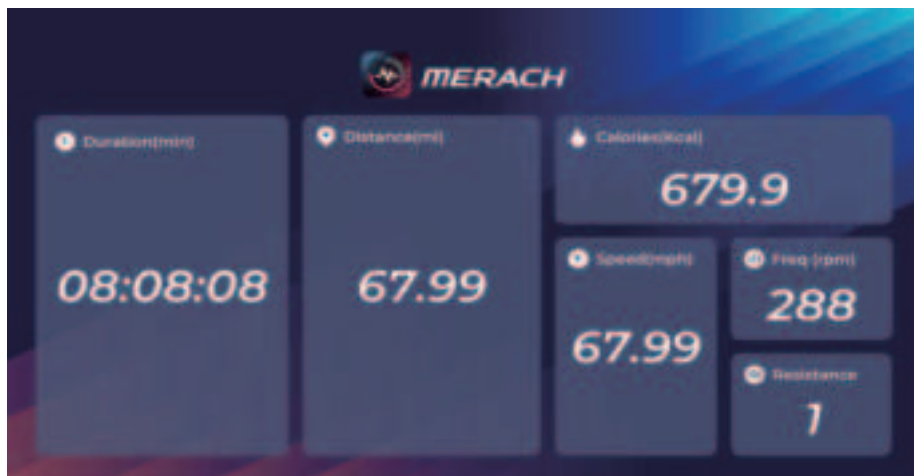 MERACH
Duration(min)
08:08:08
Distance(mi)
67.99
Calories(Kcal)
679.9
Speed(mph)
67.99
Freq (rpm)
288
Resistance
1